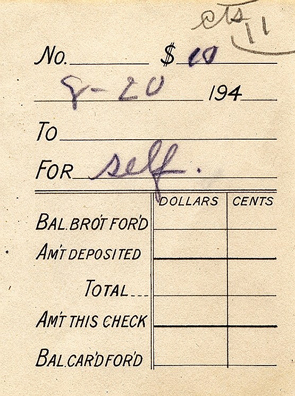 cts 11
No. $ 10
8-20 194
To
FOR self.
DOLLARS CENTS
BAL. BRO'T FOR'D
AM'T DEPOSITED
TOTAL
AM'T THIS CHECK
BAL. CAR'D FOR'D